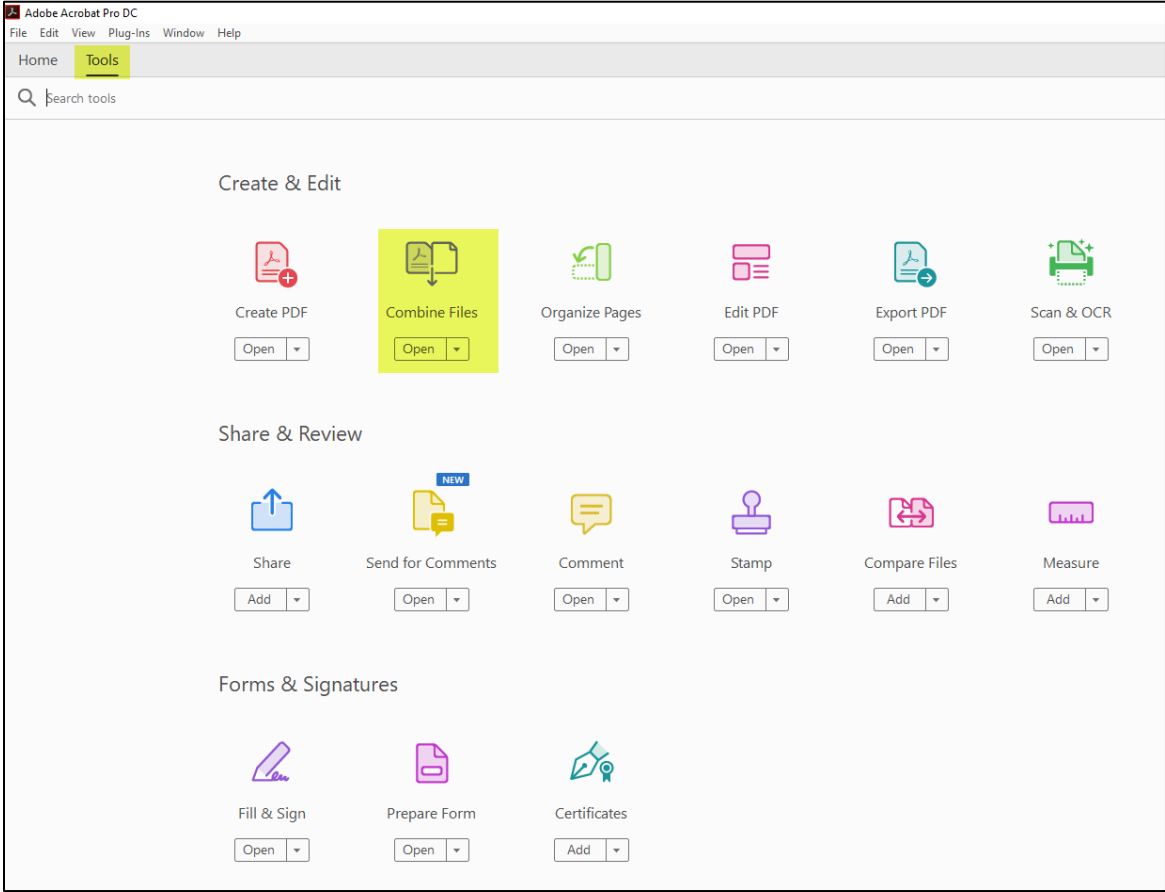 Adobe Acrobat Pro DC
File Edit View Plug-Ins Window Help
Home Tools
Search tools
Create & Edit
Create PDF Combine Files Organize Pages Edit PDF Export PDF Scan & OCR
Open Open Open Open Open Open
Share & Review
NEW
Share Send for Comments Comment Stamp Compare Files Measure
Add Open Open Open Add Add
Forms & Signatures
Fill & Sign Prepare Form Certificates
Open Open Add